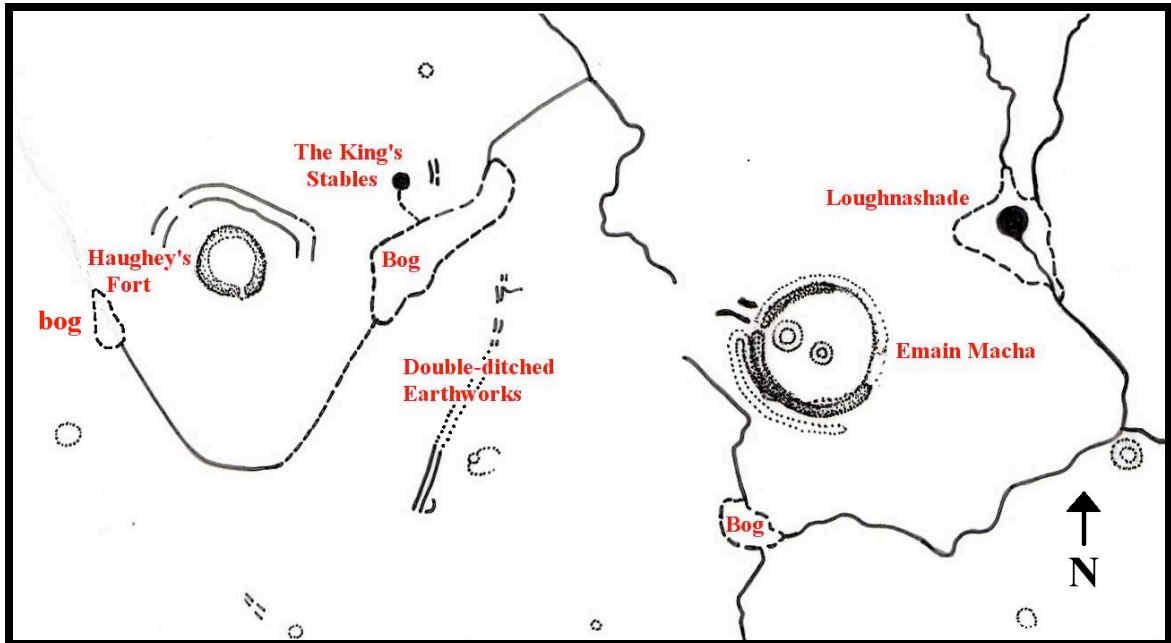 The King's
Stables
Loughnashade
Haughey's
Fort
Bog
bog
Emain Macha
Double-ditched
Earthworks
Bog
N